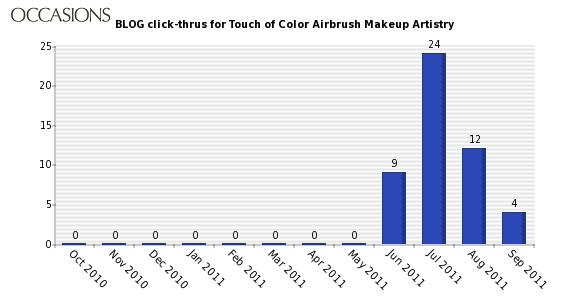 OCCASIONS
BLOG click-thrus for Touch of Color Airbrush Makeup Artistry
25
20
15
10
5
0
0
0
0
0
0
0
0
0
9
24
12
4
Oct 2010
Nov 2010
Dec 2010
Jan 2011
Feb 2011
Mar 2011
Apr 2011
May 2011
Jun 2011
Jul 2011
Aug 2011
Sep 2011